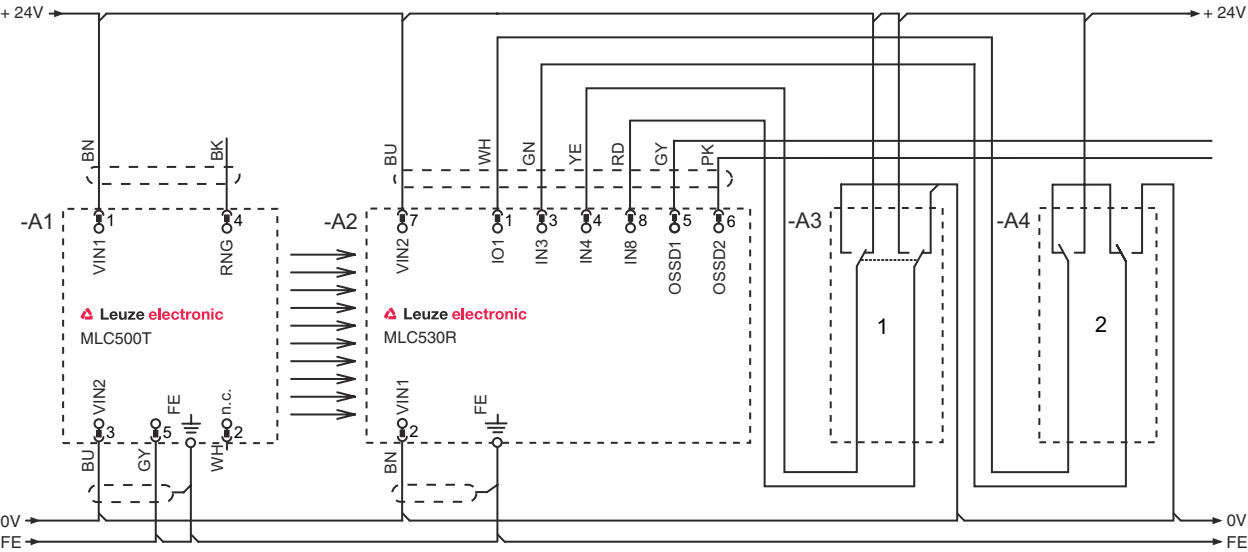 + 24V
+ 24V
BN
BK
BU
WH
GN
YE
RD
GY
PK
-A1
1
4
-A2
7
1
3
4
8
5
6
-A3
-A4
VIN1
RNG
VIN2
IO1
IN3
IN4
IN8
OSSD1
OSSD2
Leuze electronic
MLC500T
Leuze electronic
MLC530R
1
2
VIN2
FE
n.c.
VIN1
FE
3
5
2
2
BU
GY
WH
BN
0V
0V
FE
FE